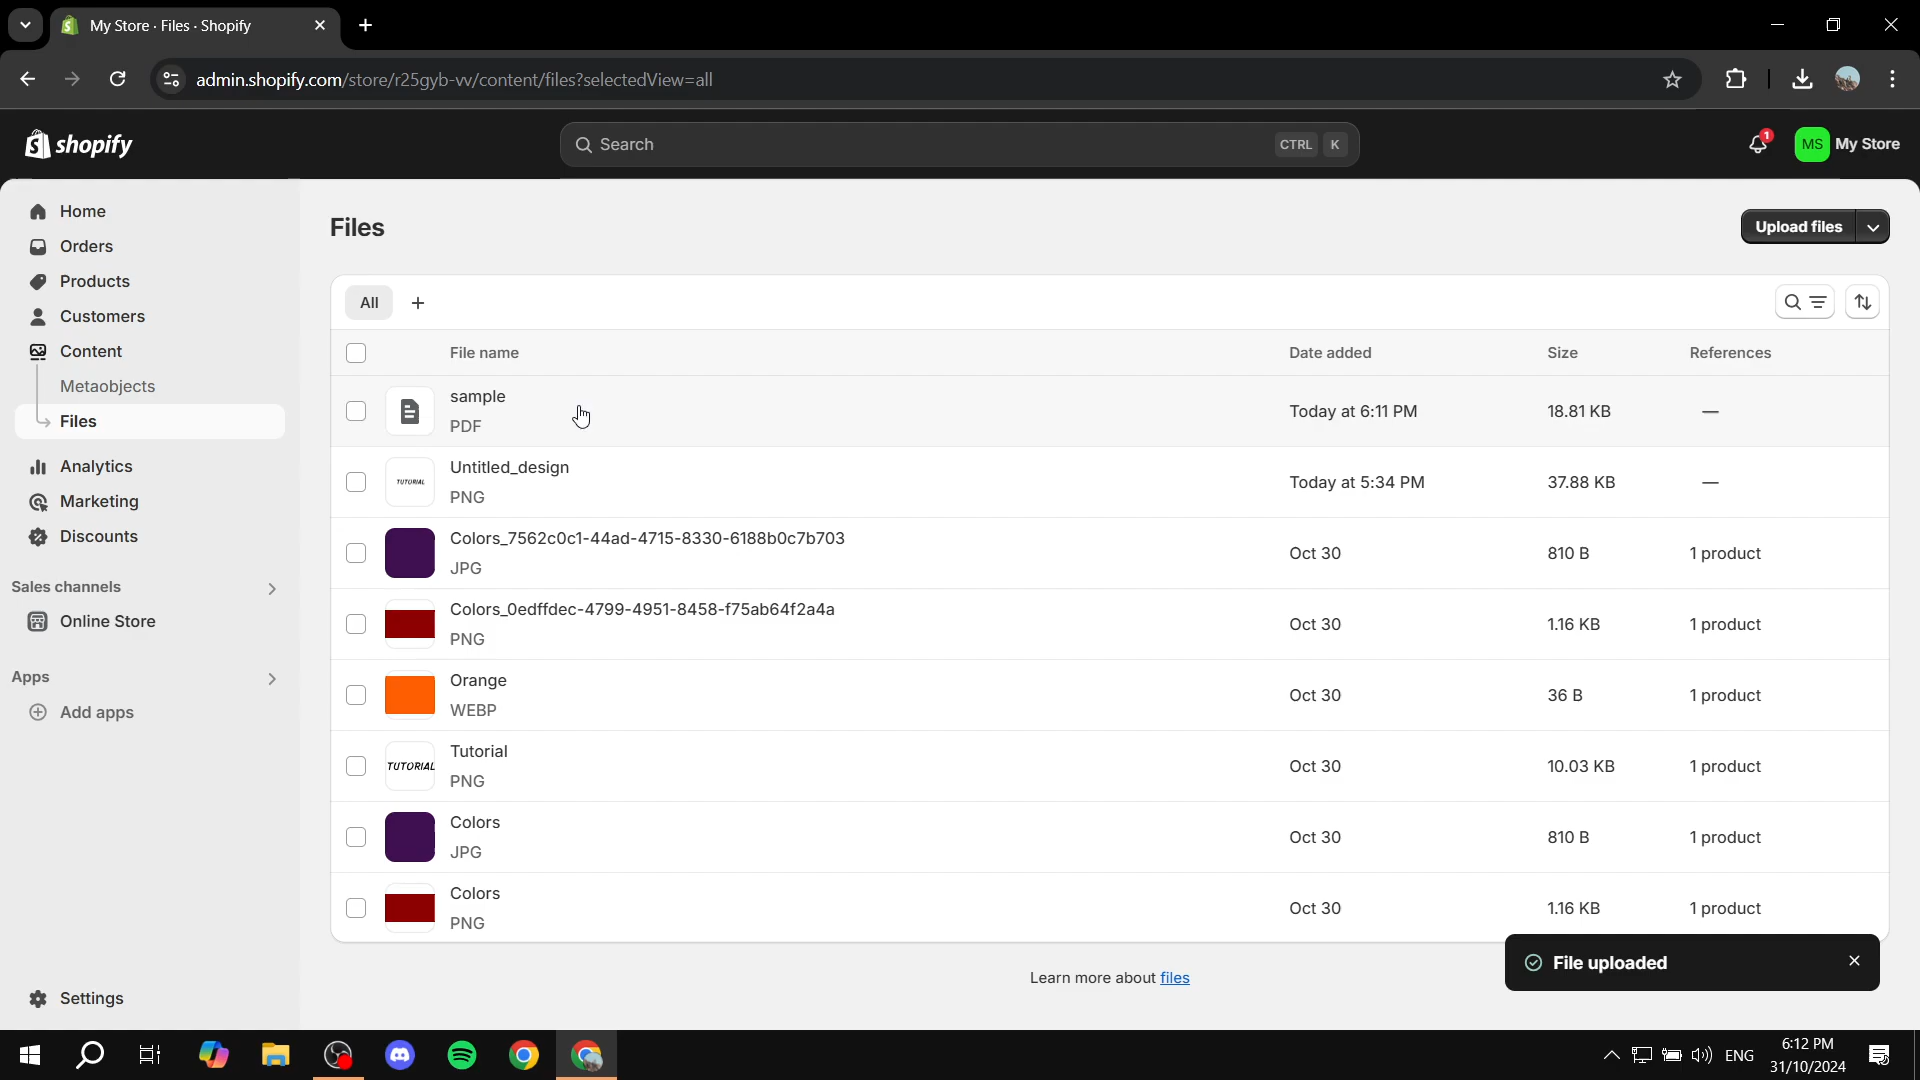 My Store · Files · Shopify
admin.shopify.com/store/r25gyb-vv/content/files?selectedView=all
shopify
Search
CTRL K
1
MS My Store
Home
Orders
Products
Customers
Content
Metaobjects
Files
Analytics
Marketing
Discounts
Sales channels
Online Store
Apps
Add apps
Settings
Files
Upload files
All
File name Date added Size References
sample
PDF
Today at 6:11 PM 18.81 KB —
TUTORIAL
Untitled_design
PNG
Today at 5:34 PM 37.88 KB —
Colors_7562c0c1-44ad-4715-8330-6188b0c7b703
JPG
Oct 30 810 B 1 product
Colors_0edffdec-4799-4951-8458-f75ab64f2a4a
PNG
Oct 30 1.16 KB 1 product
Orange
WEBP
Oct 30 36 B 1 product
TUTORIAL
Tutorial
PNG
Oct 30 10.03 KB 1 product
Colors
JPG
Oct 30 810 B 1 product
Colors
PNG
Oct 30 1.16 KB 1 product
Learn more about files
File uploaded
ENG
6:12 PM
31/10/2024